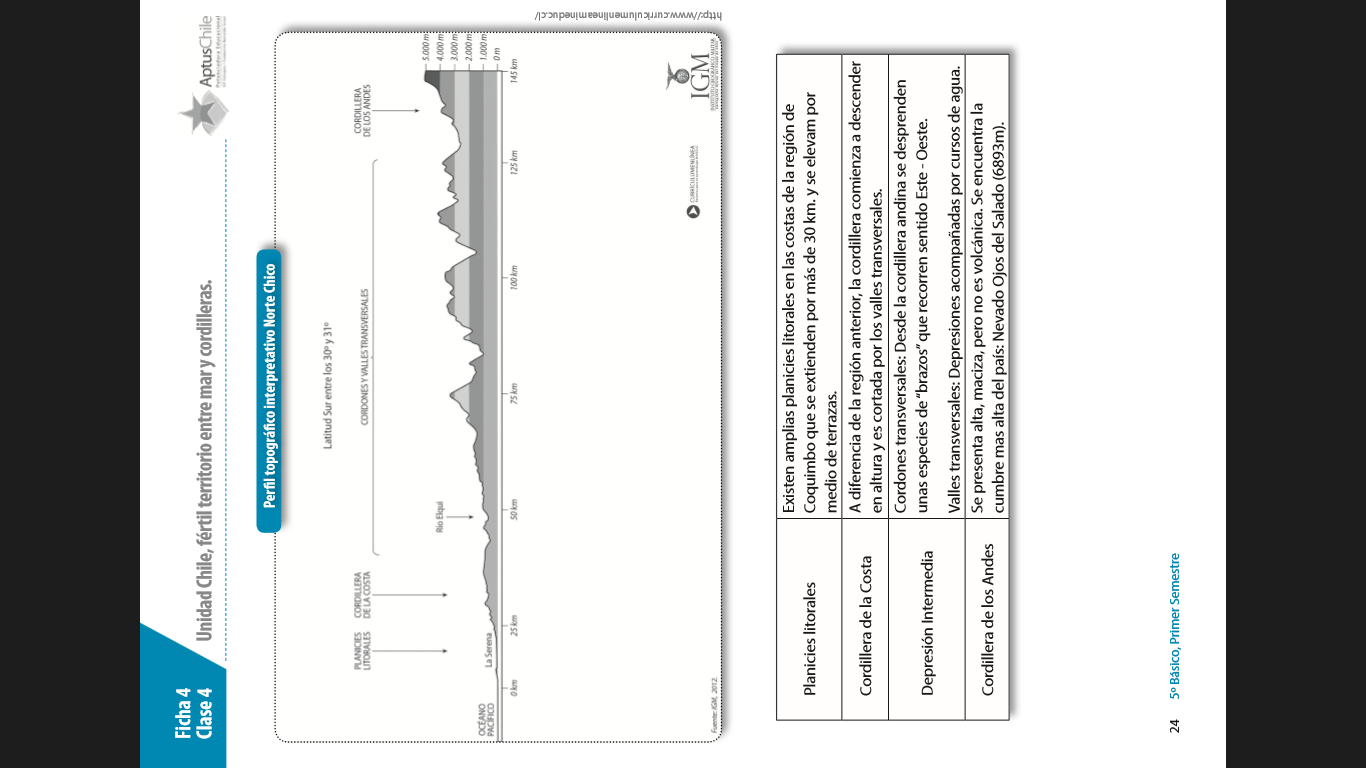 Ficha 4
Clase 4
Unidad Chile, fértil territorio entre mar y cordilleras.
AptusChile
Perfil topográfico interpretativo Norte Chico
Latitud Sur entre los 30º y 31º
PLANICIES
LITORALES
CORDILLERA
DE LA COSTA
CORDONES Y VALLES TRANSVERSALES
CORDILLERA
DE LOS ANDES
Río Elqui
La Serena
OCÉANO
PACÍFICO
5.000 m
4.000 m
3.000 m
2.000 m
1.000 m
0 m
0 km
25 km
50 km
75 km
100 km
125 km
145 km
Fuente: IGM, 2012.
CURRÍCULUMENLÍNEA
IGM
http://www.curriculumenlineamineduc.cl/
Planicies litorales
Existen amplias planicies litorales en las costas de la región de
Coquimbo que se extienden por más de 30 km. y se elevam por
medio de terrazas.
Cordillera de la Costa
A diferencia de la región anterior, la cordillera comienza a descender
en altura y es cortada por los valles transversales.
Depresión Intermedia
Cordones transversales: Desde la cordillera andina se desprenden
unas especies de “brazos” que recorren sentido Este - Oeste.
Valles transversales: Depresiones acompañadas por cursos de agua.
Cordillera de los Andes
Se presenta alta, maciza, pero no es volcánica. Se encuentra la
cumbre mas alta del país: Nevado Ojos del Salado (6893m).
24 5º Básico, Primer Semestre